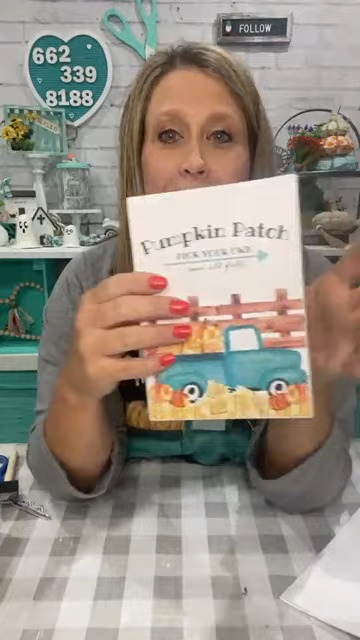 FOLLOW
662
339
8188
Pumpkin Patch
PICK YOUR OWN